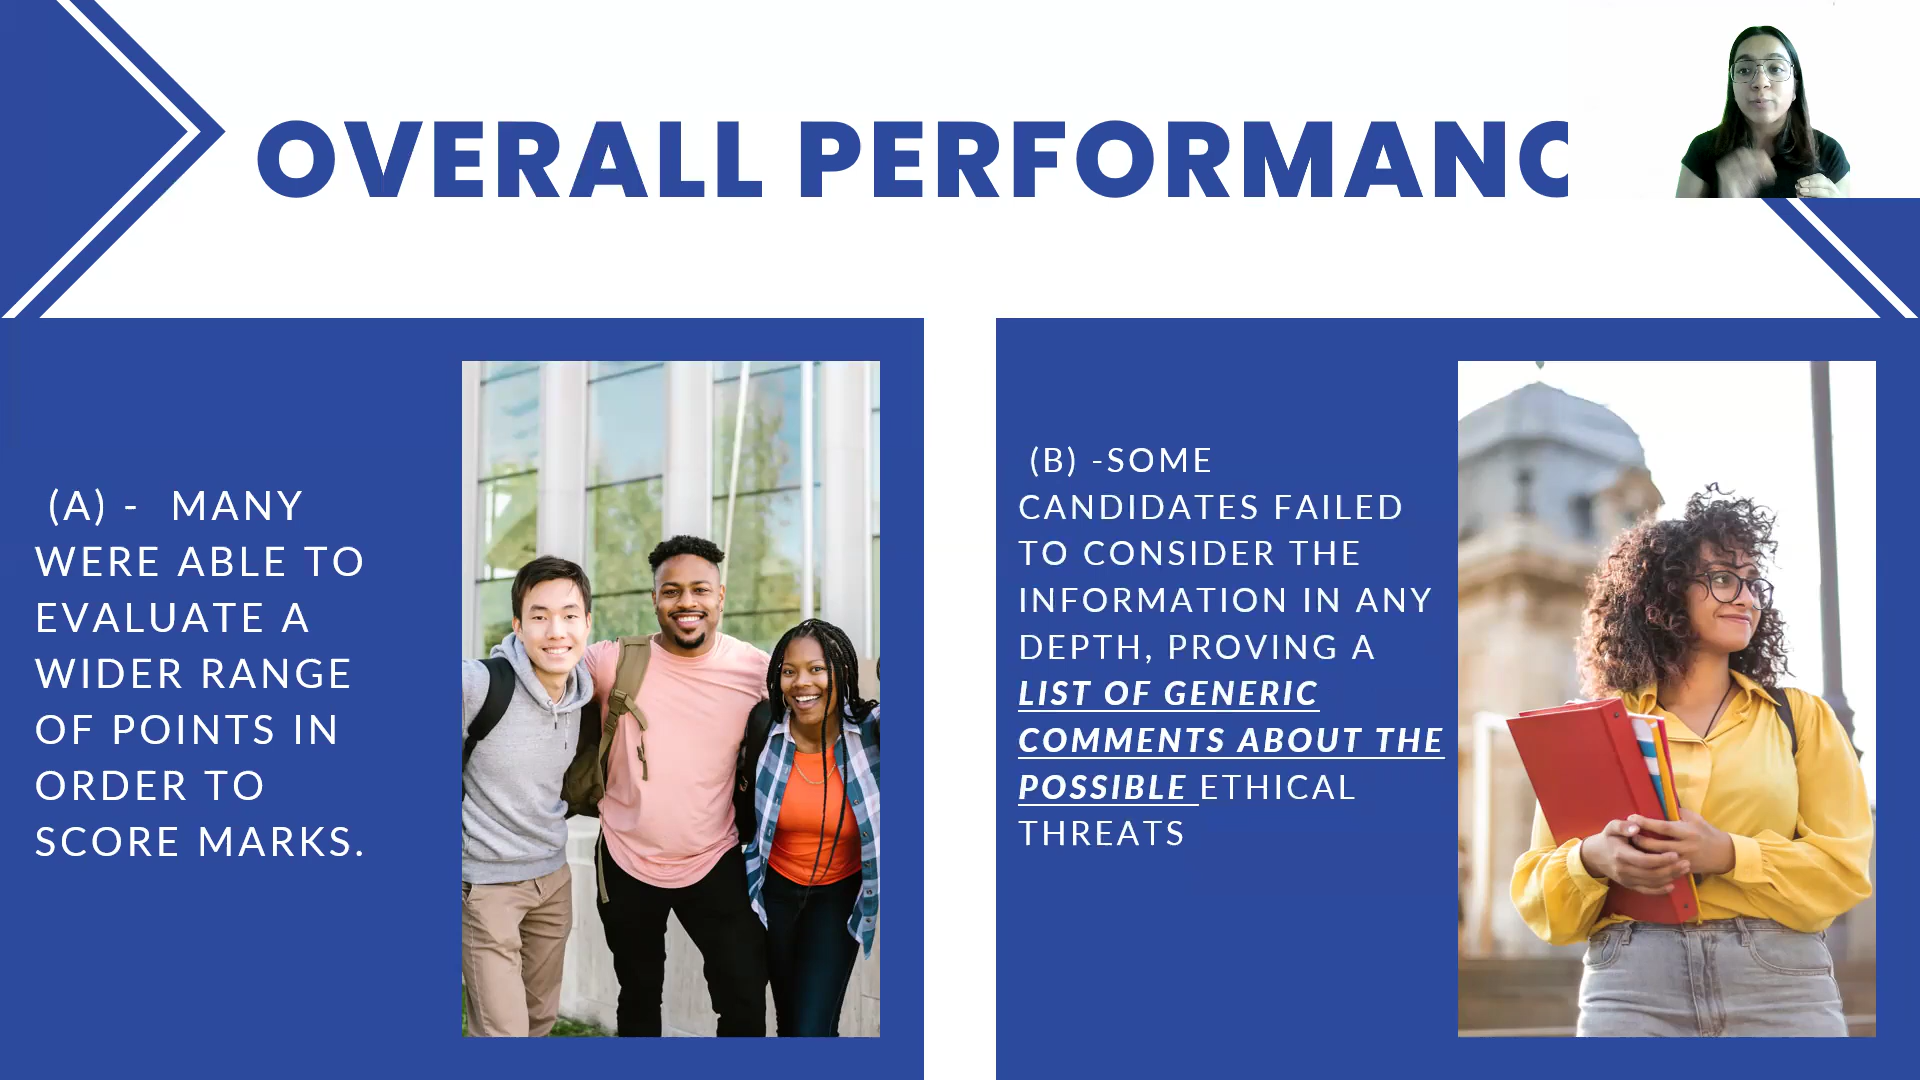 OVERALL PERFORMANC
(A) - MANY
WERE ABLE TO
EVALUATE A
WIDER RANGE
OF POINTS IN
ORDER TO
SCORE MARKS.
(B) -SOME
CANDIDATES FAILED
TO CONSIDER THE
INFORMATION IN ANY
DEPTH, PROVING A
LIST OF GENERIC
COMMENTS ABOUT THE
POSSIBLE ETHICAL
THREATS